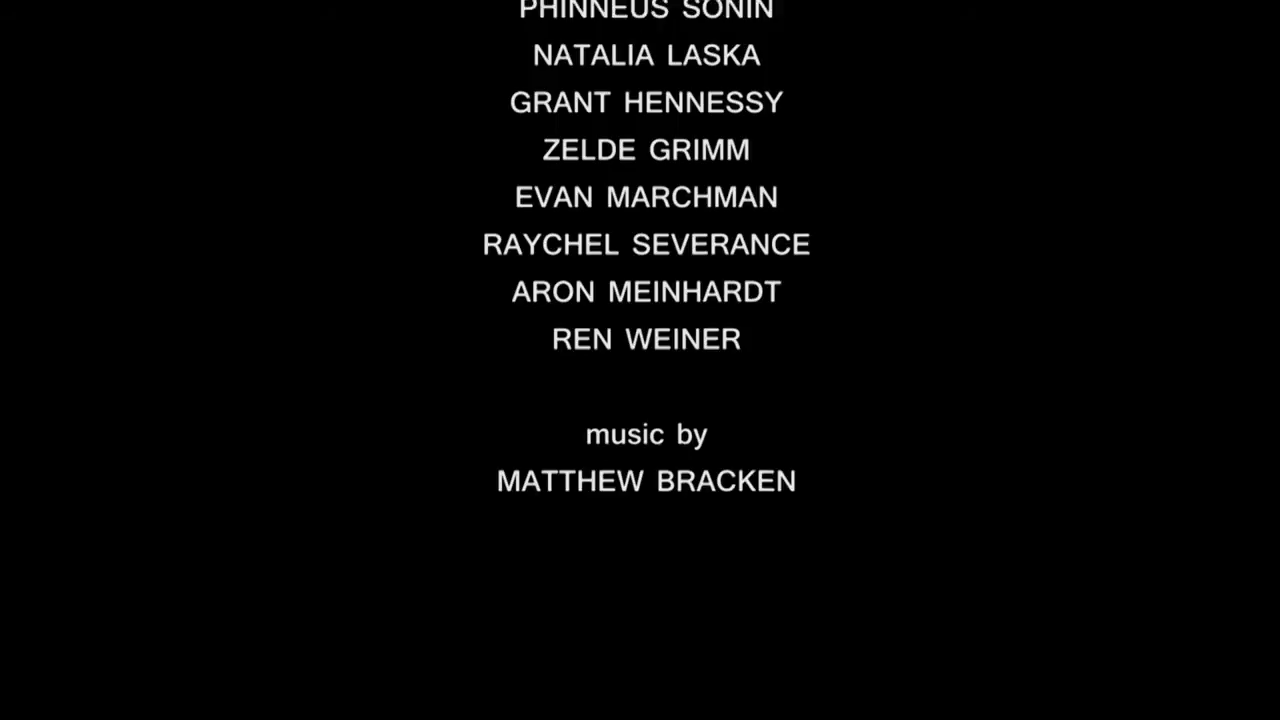 PHINNEUS SONIN
NATALIA LASKA
GRANT HENNESSY
ZELDE GRIMM
EVAN MARCHMAN
RAYCHEL SEVERANCE
ARON MEINHARDT
REN WEINER
music by
MATTHEW BRACKEN